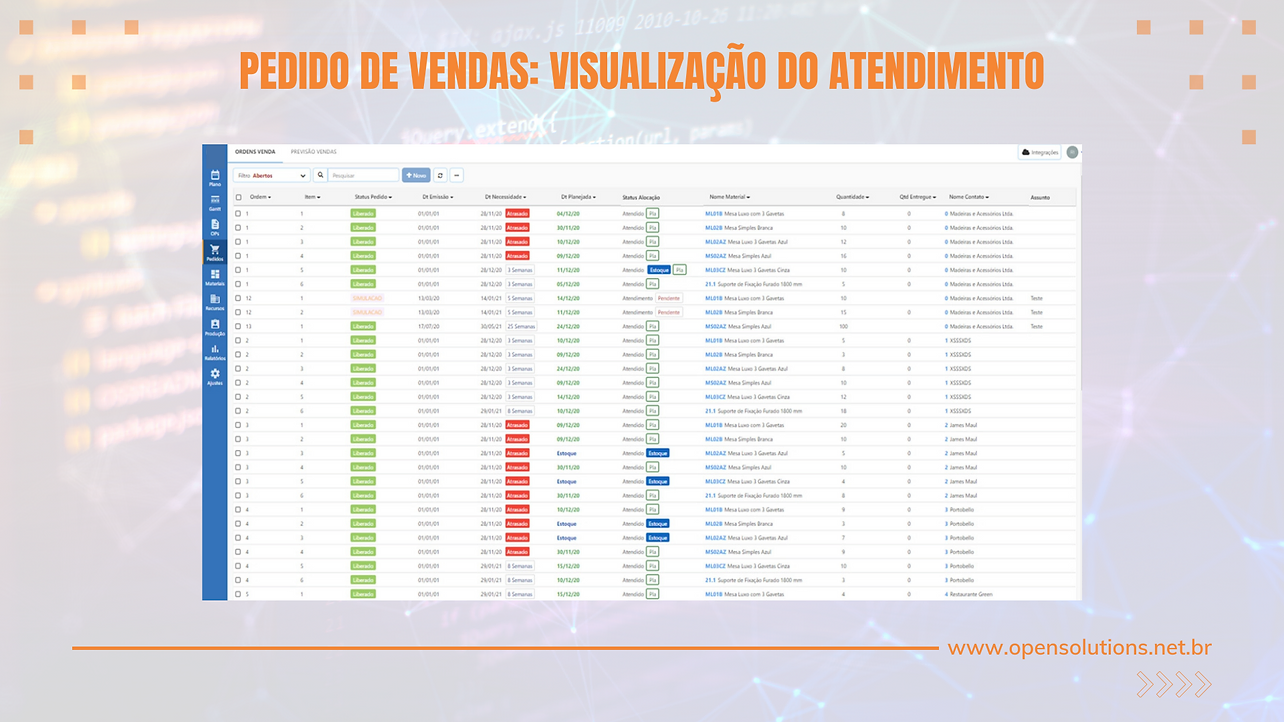 ajax.js 11009 2010-10-26 11:20
PEDIDO DE VENDAS: VISUALIZAÇÃO DO ATENDIMENTO
$Query.extend({
function(url, params)
ORDENS VENDA PREVISÃO VENDAS Integrações
Filtro Abertos Pesquisar + Novo
Plano
Gantt
OPs
Pedidos
Materiais
Recursos
Produção
Relatórios
Ajustes
Ordem Item Status Pedido Dt Emissão Dt Necessidade Dt Planejada Status Alocação Nome Material Quantidade Qtd Entregue Nome Contato Assunto
1 1 Liberado 01/01/01 28/11/20 Atrasado 04/12/20 Atendido Pla ML01B Mesa Luxo com 3 Gavetas 8 0 0 Madeiras e Acessórios Ltda.
1 2 Liberado 01/01/01 28/11/20 Atrasado 30/11/20 Atendido Pla ML02B Mesa Simples Branca 10 0 0 Madeiras e Acessórios Ltda.
1 3 Liberado 01/01/01 28/11/20 Atrasado 10/12/20 Atendido Pla ML02AZ Mesa Luxo 3 Gavetas Azul 12 0 0 Madeiras e Acessórios Ltda.
1 4 Liberado 01/01/01 28/11/20 Atrasado 09/12/20 Atendido Pla MS02AZ Mesa Simples Azul 16 0 0 Madeiras e Acessórios Ltda.
1 5 Liberado 01/01/01 28/12/20 3 Semanas 11/12/20 Atendido Estoque Pla ML03CZ Mesa Luxo 3 Gavetas Cinza 10 0 0 Madeiras e Acessórios Ltda.
1 6 Liberado 01/01/01 28/12/20 3 Semanas 05/12/20 Atendido Pla 21.1 Suporte de Fixação Furado 1800 mm 5 0 0 Madeiras e Acessórios Ltda.
12 1 SIMULACAO 13/03/20 14/01/21 5 Semanas 14/12/20 Atendimento Pendente ML01B Mesa Luxo com 3 Gavetas 10 0 0 Madeiras e Acessórios Ltda. Teste
12 2 SIMULACAO 13/03/20 14/01/21 5 Semanas 11/12/20 Atendimento Pendente ML02B Mesa Simples Branca 15 0 0 Madeiras e Acessórios Ltda. Teste
13 1 Liberado 17/07/20 30/05/21 25 Semanas 24/12/20 Atendido Pla MS02AZ Mesa Simples Azul 100 0 0 Madeiras e Acessórios Ltda. Teste
2 1 Liberado 01/01/01 28/12/20 3 Semanas 10/12/20 Atendido Pla ML01B Mesa Luxo com 3 Gavetas 5 0 1 XSSSXDS
2 2 Liberado 01/01/01 28/12/20 3 Semanas 09/12/20 Atendido Pla ML02B Mesa Simples Branca 3 0 1 XSSSXDS
2 3 Liberado 01/01/01 28/12/20 3 Semanas 24/12/20 Atendido Pla ML02AZ Mesa Luxo 3 Gavetas Azul 8 0 1 XSSSXDS
2 4 Liberado 01/01/01 28/12/20 3 Semanas 09/12/20 Atendido Pla MS02AZ Mesa Simples Azul 10 0 1 XSSSXDS
2 5 Liberado 01/01/01 28/12/20 3 Semanas 14/12/20 Atendido Pla ML03CZ Mesa Luxo 3 Gavetas Cinza 12 0 1 XSSSXDS
2 6 Liberado 01/01/01 29/01/21 8 Semanas 10/12/20 Atendido Pla 21.1 Suporte de Fixação Furado 1800 mm 18 0 1 XSSSXDS
3 1 Liberado 01/01/01 28/11/20 Atrasado 09/12/20 Atendido Pla ML01B Mesa Luxo com 3 Gavetas 20 0 2 James Maul
3 2 Liberado 01/01/01 28/11/20 Atrasado 09/12/20 Atendido Pla ML02B Mesa Simples Branca 10 0 2 James Maul
3 3 Liberado 01/01/01 28/11/20 Atrasado Estoque Atendido Estoque ML02AZ Mesa Luxo 3 Gavetas Azul 5 0 2 James Maul
3 4 Liberado 01/01/01 28/11/20 Atrasado 30/11/20 Atendido Pla MS02AZ Mesa Simples Azul 10 0 2 James Maul
3 5 Liberado 01/01/01 28/11/20 Atrasado Estoque Atendido Estoque ML03CZ Mesa Luxo 3 Gavetas Cinza 4 0 2 James Maul
3 6 Liberado 01/01/01 28/11/20 Atrasado 30/11/20 Atendido Pla 21.1 Suporte de Fixação Furado 1800 mm 8 0 2 James Maul
4 1 Liberado 01/01/01 28/11/20 Atrasado 10/12/20 Atendido Pla ML01B Mesa Luxo com 3 Gavetas 9 0 3 Portobello
4 2 Liberado 01/01/01 28/11/20 Atrasado Estoque Atendido Estoque ML02B Mesa Simples Branca 3 0 3 Portobello
4 3 Liberado 01/01/01 28/11/20 Atrasado Estoque Atendido Estoque ML02AZ Mesa Luxo 3 Gavetas Azul 7 0 3 Portobello
4 4 Liberado 01/01/01 28/11/20 Atrasado 30/11/20 Atendido Pla MS02AZ Mesa Simples Azul 9 0 3 Portobello
4 5 Liberado 01/01/01 29/01/21 8 Semanas 15/12/20 Atendido Pla ML03CZ Mesa Luxo 3 Gavetas Cinza 10 0 3 Portobello
4 6 Liberado 01/01/01 29/01/21 8 Semanas 10/12/20 Atendido Pla 21.1 Suporte de Fixação Furado 1800 mm 3 0 3 Portobello
5 1 Liberado 01/01/01 29/01/21 8 Semanas 15/12/20 Atendido Pla ML01B Mesa Luxo com 3 Gavetas 4 0 4 Restaurante Green
www.opensolutions.net.br